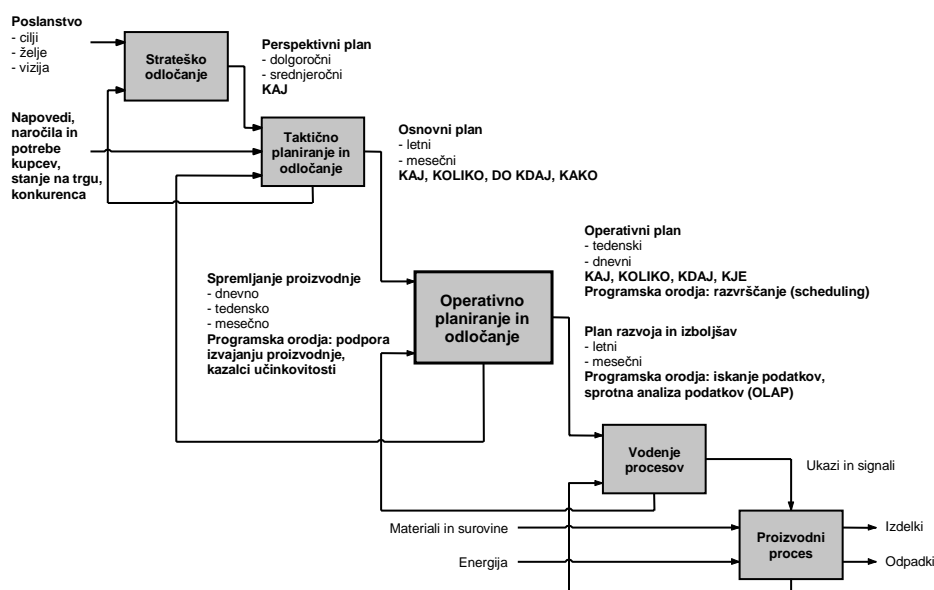 Poslanstvo
- cilji
- želje
- vizija
Strateško
odločanje
Perspektivni plan
- dolgoročni
- srednjeročni
KAJ
Napovedi,
naročila in
potrebe
kupcev,
stanje na trgu,
konkurenca
Taktično
planiranje in
odločanje
Osnovni plan
- letni
- mesečni
KAJ, KOLIKO, DO KDAJ, KAKO
Operativni plan
- tedenski
- dnevni
KAJ, KOLIKO, KDAJ, KJE
Programska orodja: razvrščanje (scheduling)
Spremljanje proizvodnje
- dnevno
- tedensko
- mesečno
Programska orodja: podpora
izvajanju proizvodnje,
kazalci učinkovitosti
Operativno
planiranje in
odločanje
Plan razvoja in izboljšav
- letni
- mesečni
Programska orodja: iskanje podatkov,
sprotna analiza podatkov (OLAP)
Vodenje
procesov
Ukazi in signali
Materiali in surovine
Energija
Proizvodni
proces
Izdelki
Odpadki